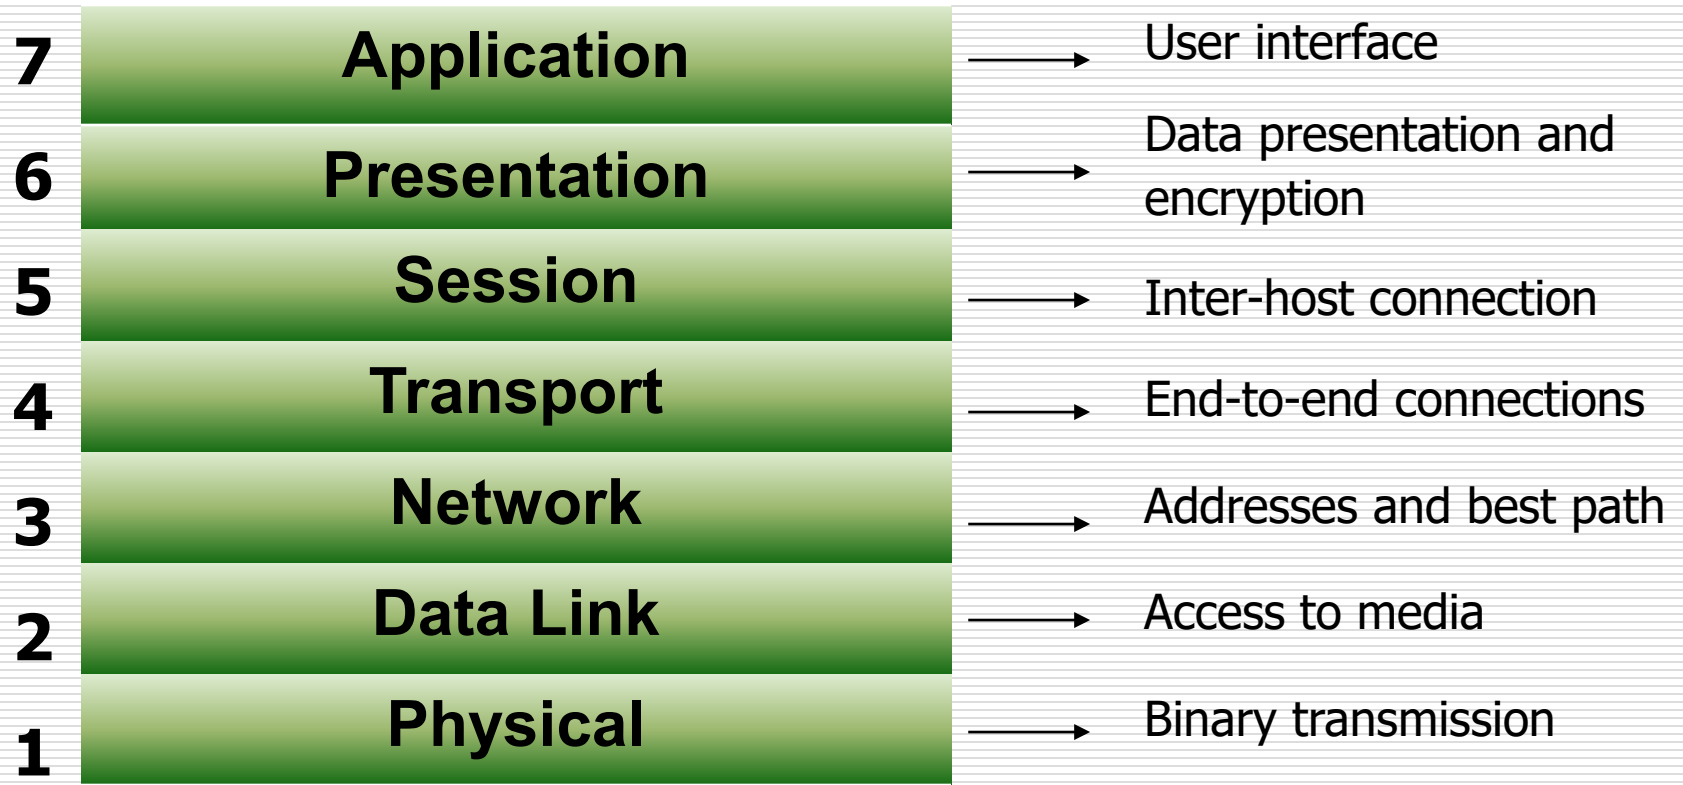 7 Application User interface
6 Presentation Data presentation and
encryption
5 Session Inter-host connection
4 Transport End-to-end connections
3 Network Addresses and best path
2 Data Link Access to media
1 Physical Binary transmission